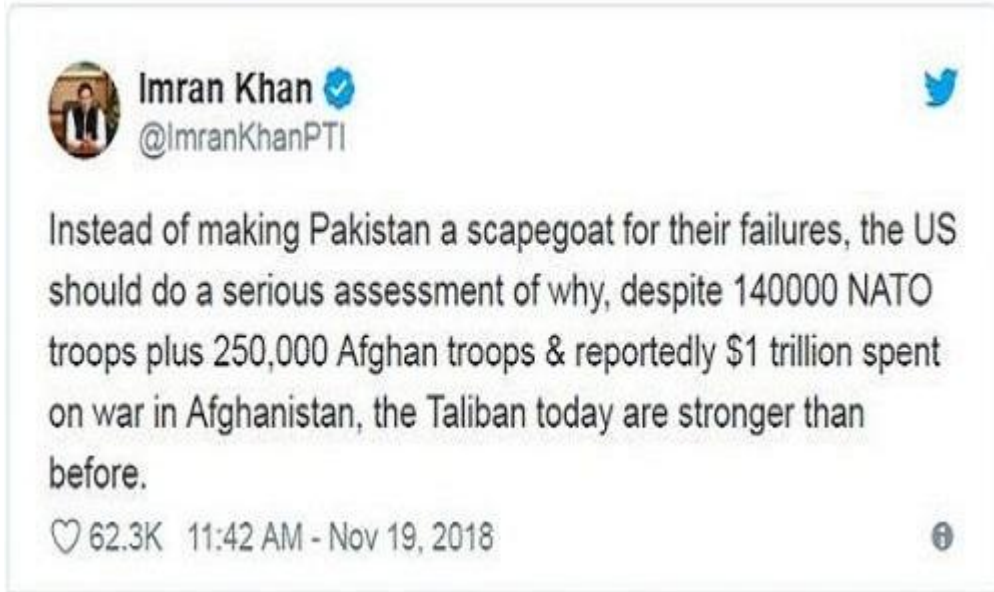 Imran Khan
@ImranKhanPTI
Instead of making Pakistan a scapegoat for their failures, the US
should do a serious assessment of why, despite 140000 NATO
troops plus 250,000 Afghan troops & reportedly $1 trillion spent
on war in Afghanistan, the Taliban today are stronger than
before.
62.3K 11:42 AM - Nov 19, 2018